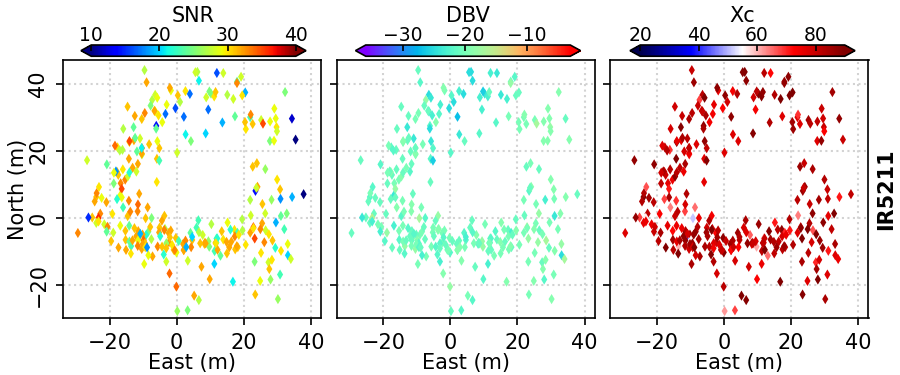 SNR DBV Xc
10 20 30 40 −30 −20 −10 20 40 60 80
40
20
0
−20
North (m)
−20 0 20 40 −20 0 20 40 −20 0 20 40
East (m) East (m) East (m)
IR5211